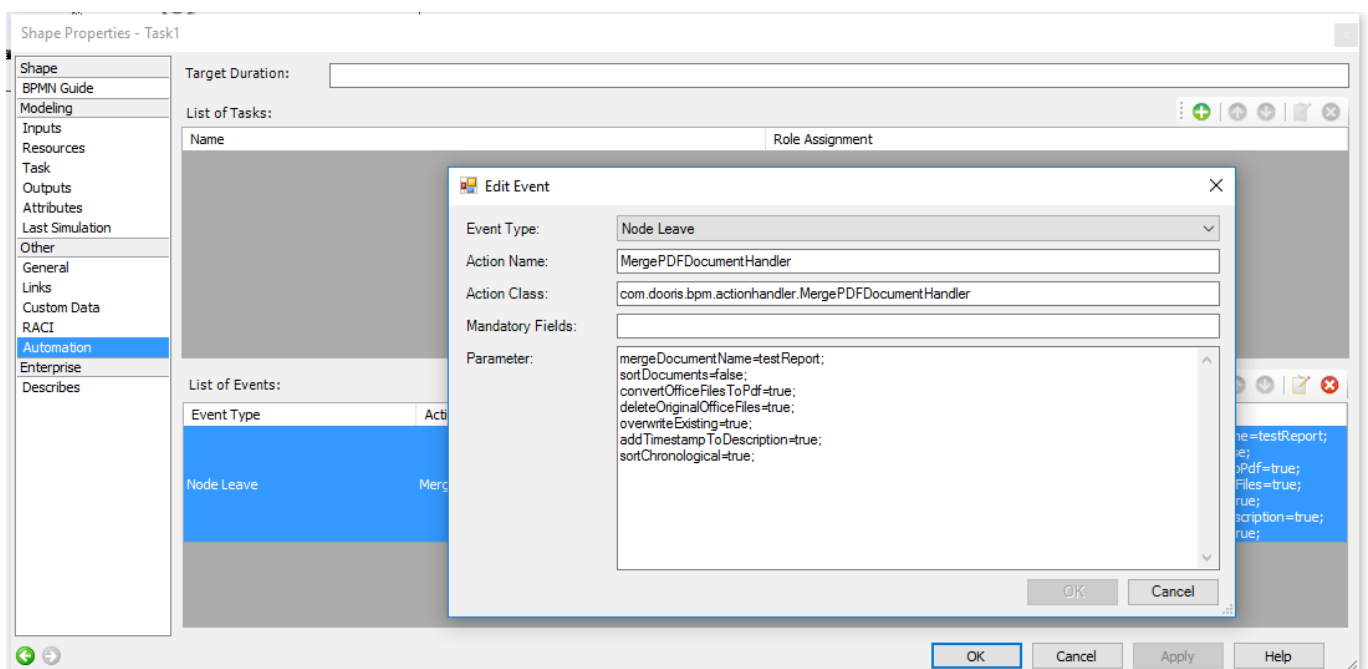 Shape Properties - Task1
Shape
BPMN Guide
Modeling
Inputs
Resources
Task
Outputs
Attributes
Last Simulation
Other
General
Links
Custom Data
RACI
Automation
Enterprise
Describes
Target Duration:
List of Tasks:
Name Role Assignment
List of Events:
Event Type Acti
Node Leave Merg
ne=testReport;
se;
oPdf=true;
Files=true;
rue;
scription=true;
rue;
Edit Event
Event Type: Node Leave
Action Name: MergePDFDocumentHandler
Action Class: com.dooris.bpm.actionhandler.MergePDFDocumentHandler
Mandatory Fields:
Parameter: mergeDocumentName=testReport;
sortDocuments=false;
convertOfficeFilesToPdf=true;
deleteOriginalOfficeFiles=true;
overwriteExisting=true;
addTimestampToDescription=true;
sortChronological=true;
OK Cancel
OK Cancel Apply Help